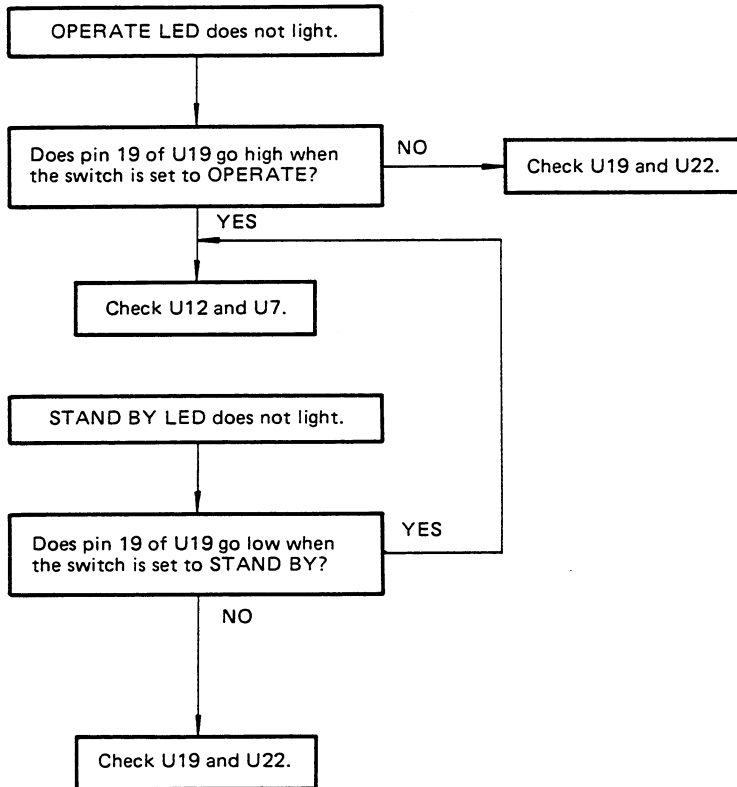 OPERATE LED does not light.
Does pin 19 of U19 go high when
the switch is set to OPERATE?
NO
Check U19 and U22.
YES
Check U12 and U7.
STAND BY LED does not light.
Does pin 19 of U19 go low when
the switch is set to STAND BY?
YES
NO
Check U19 and U22.